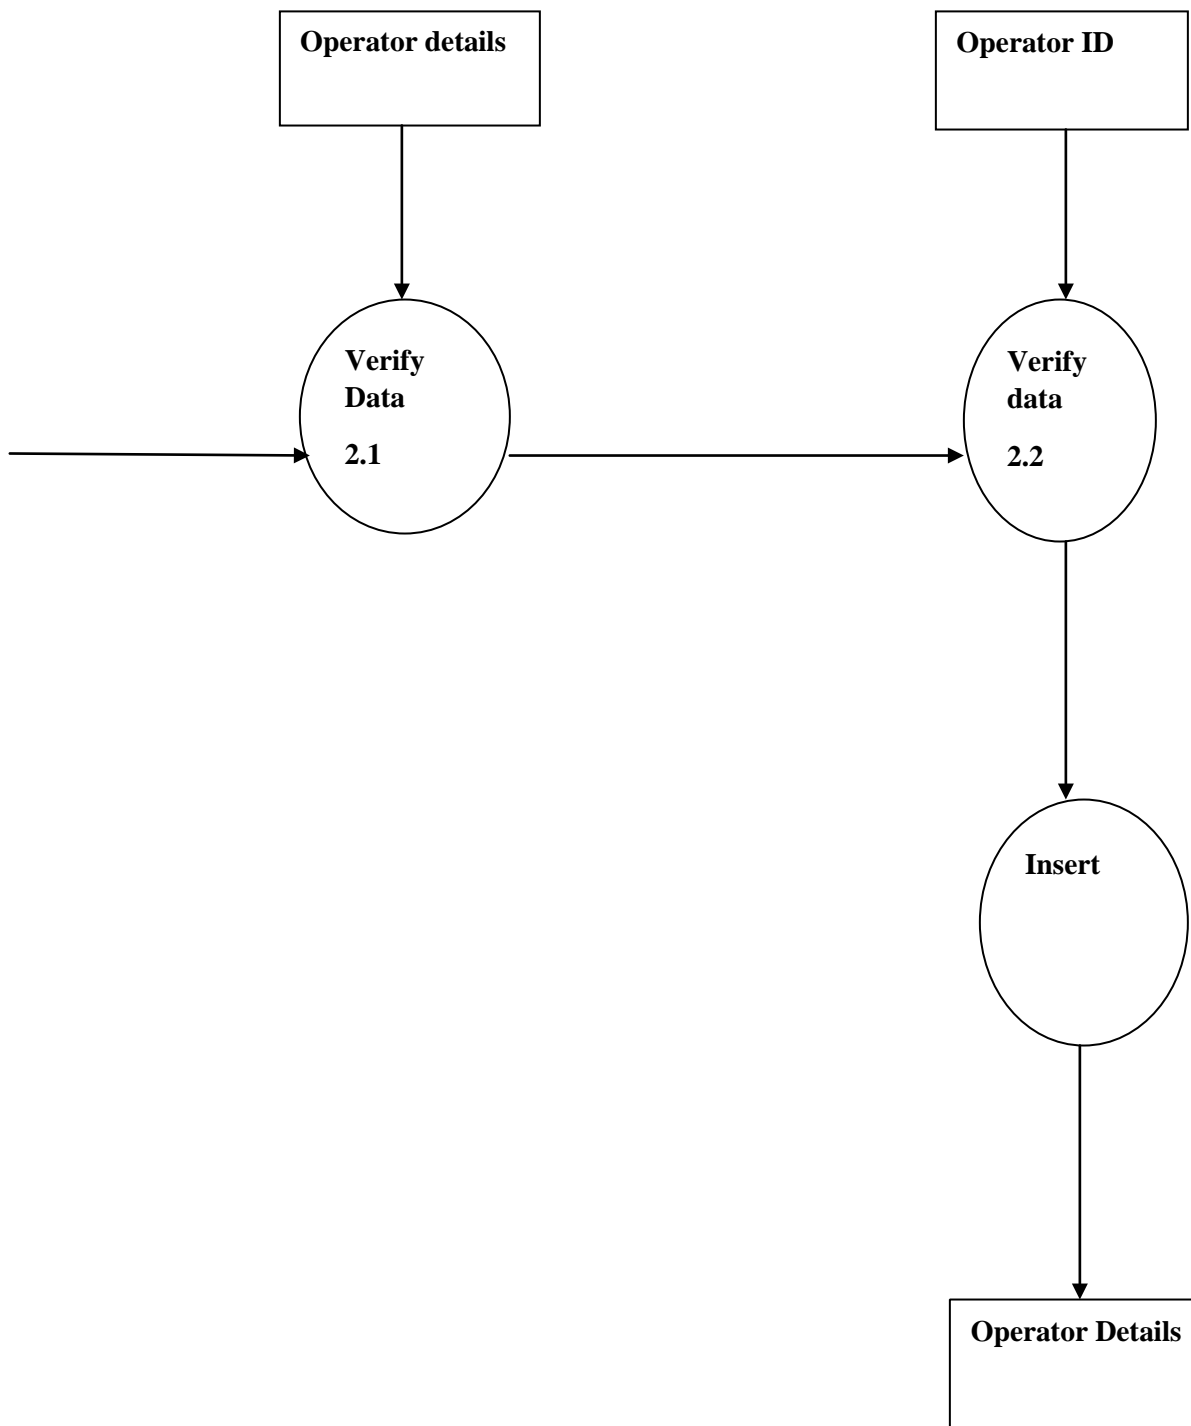 Operator details
Operator ID
Verify
Data
2.1
Verify
data
2.2
Insert
Operator Details